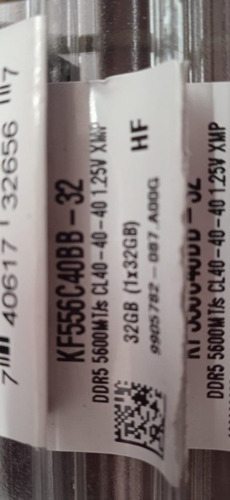 7 40617 32656 7
KF556C40BB-32
DDR5 5600MT/s CL40-40-40 1.25V XMP
32GB (1x32GB)
9905782-087.A00G
HF
DDR5 5600MT/s CL40-40-40 1.25V XMP